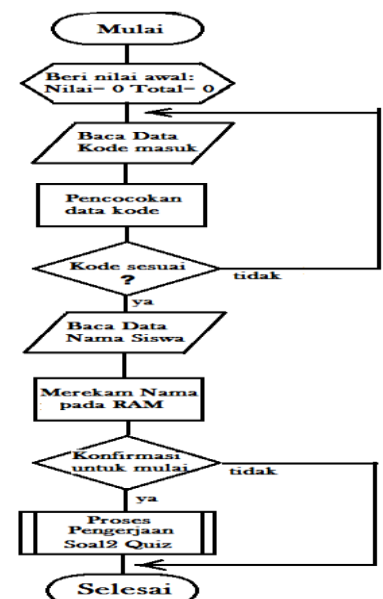 Mulai
Beri nilai awal:
Nilai= 0 Total= 0
Baca Data
Kode masuk
Pencocokan
data kode
Kode sesuai
?
tidak
ya
Baca Data
Nama Siswa
Merekam Nama
pada RAM
Konfirmasi
untuk mulai
tidak
ya
Proses
Pengerjaan
Soal2 Quiz
Selesai